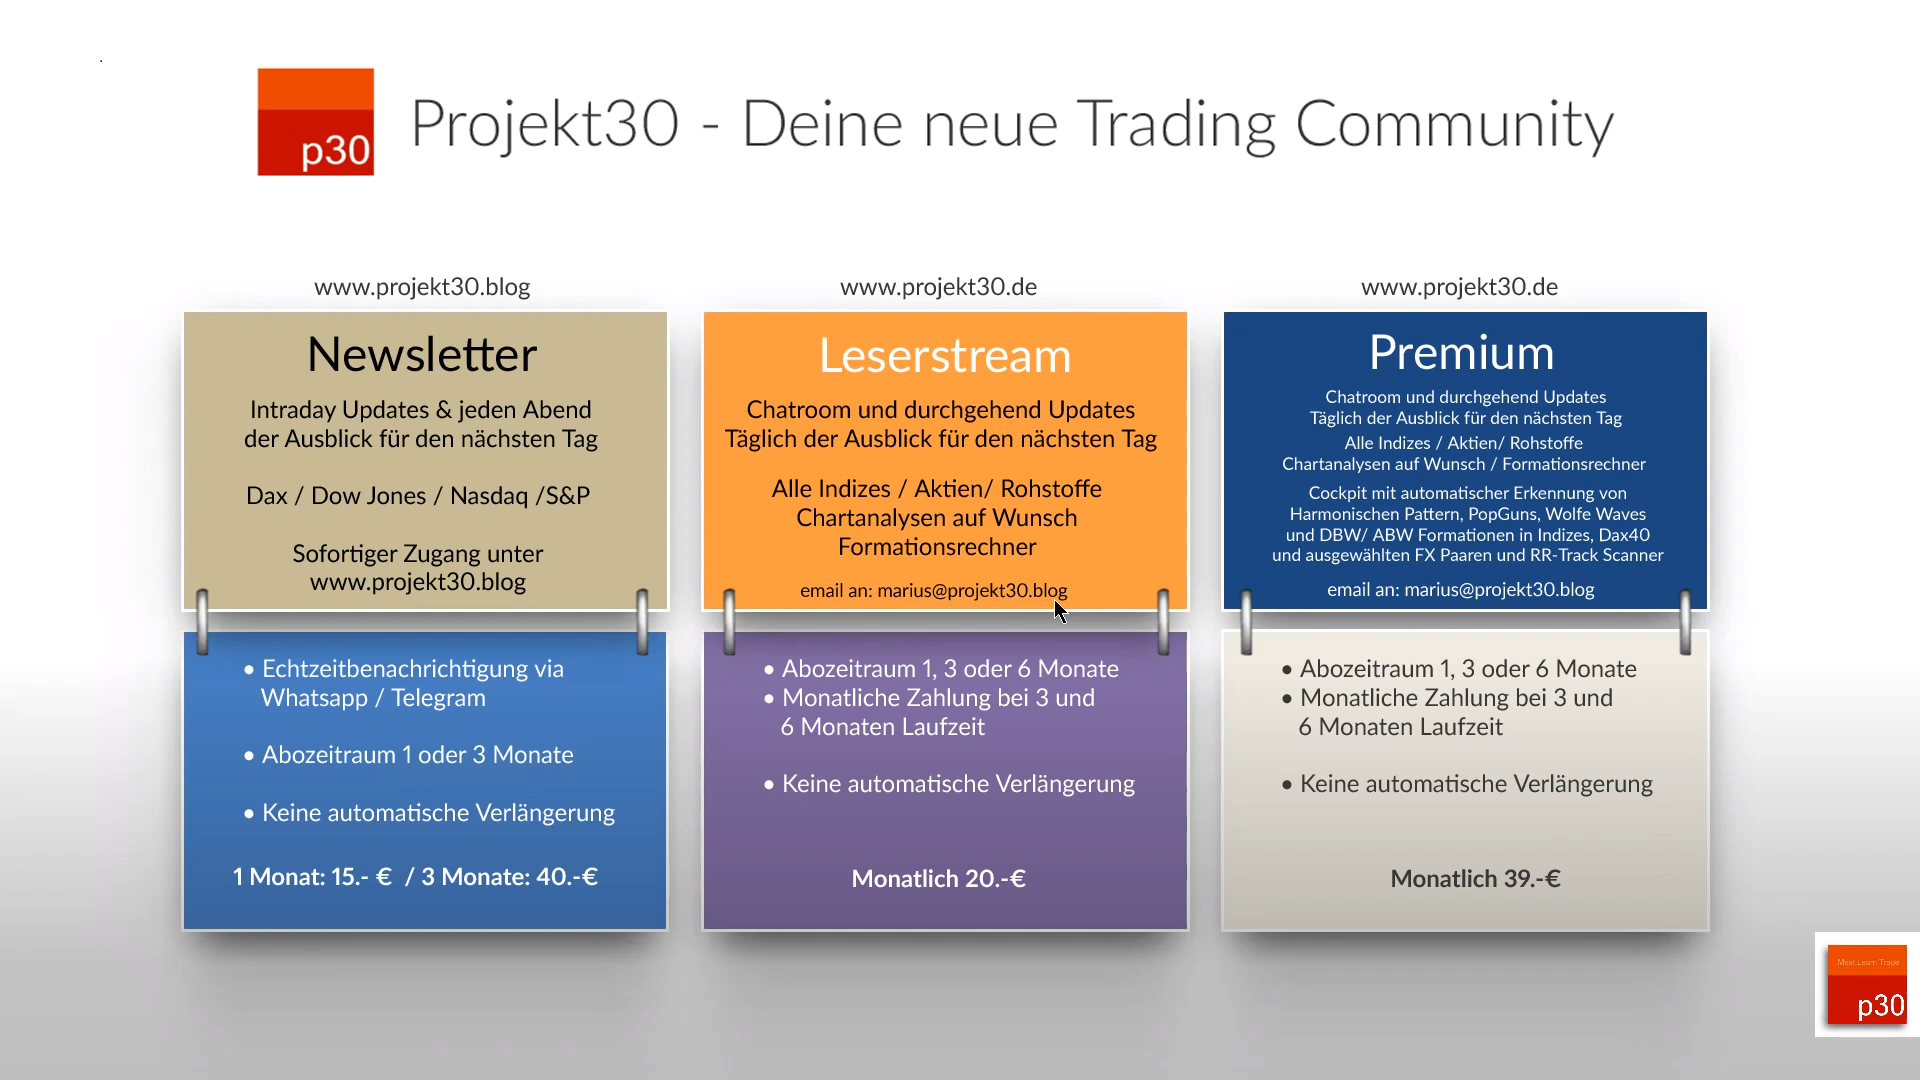 p30
Projekt30 - Deine neue Trading Community
www.projekt30.blog
Newsletter
Intraday Updates & jeden Abend
der Ausblick für den nächsten Tag
Dax / Dow Jones / Nasdaq /S&P
Sofortiger Zugang unter
www.projekt30.blog
• Echtzeitbenachrichtigung via
Whatsapp / Telegram
• Abozeitraum 1 oder 3 Monate
• Keine automatische Verlängerung
1 Monat: 15.- € / 3 Monate: 40.-€
www.projekt30.de
Leserstream
Chatroom und durchgehend Updates
Täglich der Ausblick für den nächsten Tag
Alle Indizes / Aktien/ Rohstoffe
Chartanalysen auf Wunsch
Formationsrechner
email an: marius@projekt30.blog
• Abozeitraum 1, 3 oder 6 Monate
• Monatliche Zahlung bei 3 und
6 Monaten Laufzeit
• Keine automatische Verlängerung
Monatlich 20.-€
www.projekt30.de
Premium
Chatroom und durchgehend Updates
Täglich der Ausblick für den nächsten Tag
Alle Indizes / Aktien/ Rohstoffe
Chartanalysen auf Wunsch / Formationsrechner
Cockpit mit automatischer Erkennung von
Harmonischen Pattern, PopGuns, Wolfe Waves
und DBW/ ABW Formationen in Indizes, Dax40
und ausgewählten FX Paaren und RR-Track Scanner
email an: marius@projekt30.blog
• Abozeitraum 1, 3 oder 6 Monate
• Monatliche Zahlung bei 3 und
6 Monaten Laufzeit
• Keine automatische Verlängerung
Monatlich 39.-€
Meet.Learn.Trade
p30